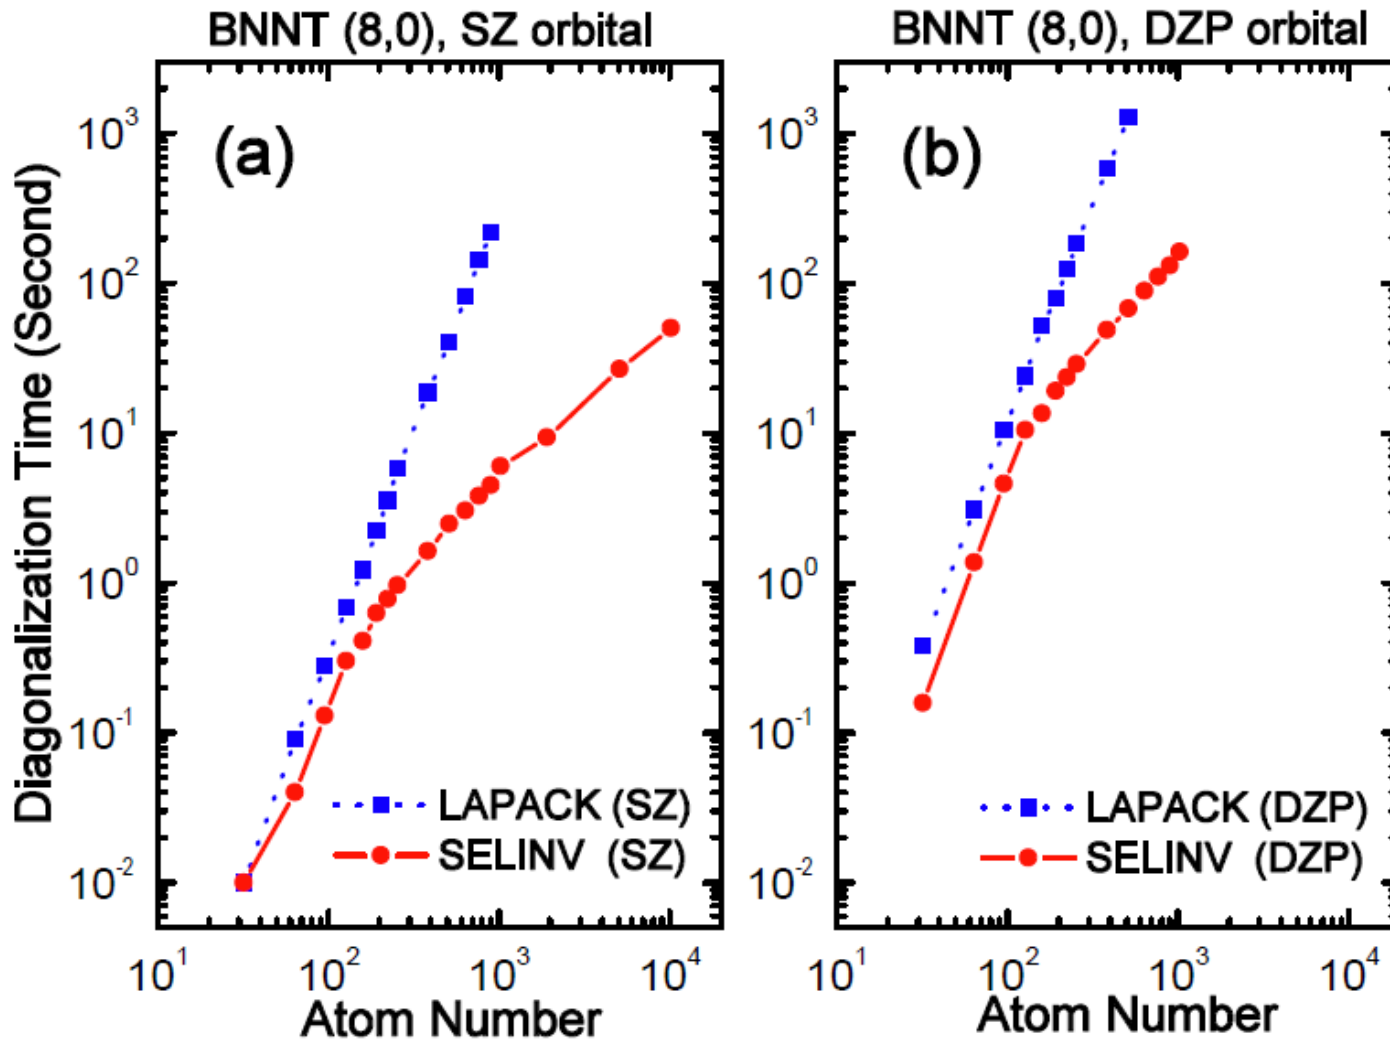 BNNT (8,0), SZ orbital
BNNT (8,0), DZP orbital
(a)
(b)
Diagonalization Time (Second)
10^3
10^2
10^1
10^0
10^-1
10^-2
10^3
10^2
10^1
10^0
10^-1
10^-2
LAPACK (SZ)
SELINV (SZ)
LAPACK (DZP)
SELINV (DZP)
10^1 10^2 10^3 10^4
10^1 10^2 10^3 10^4
Atom Number
Atom Number